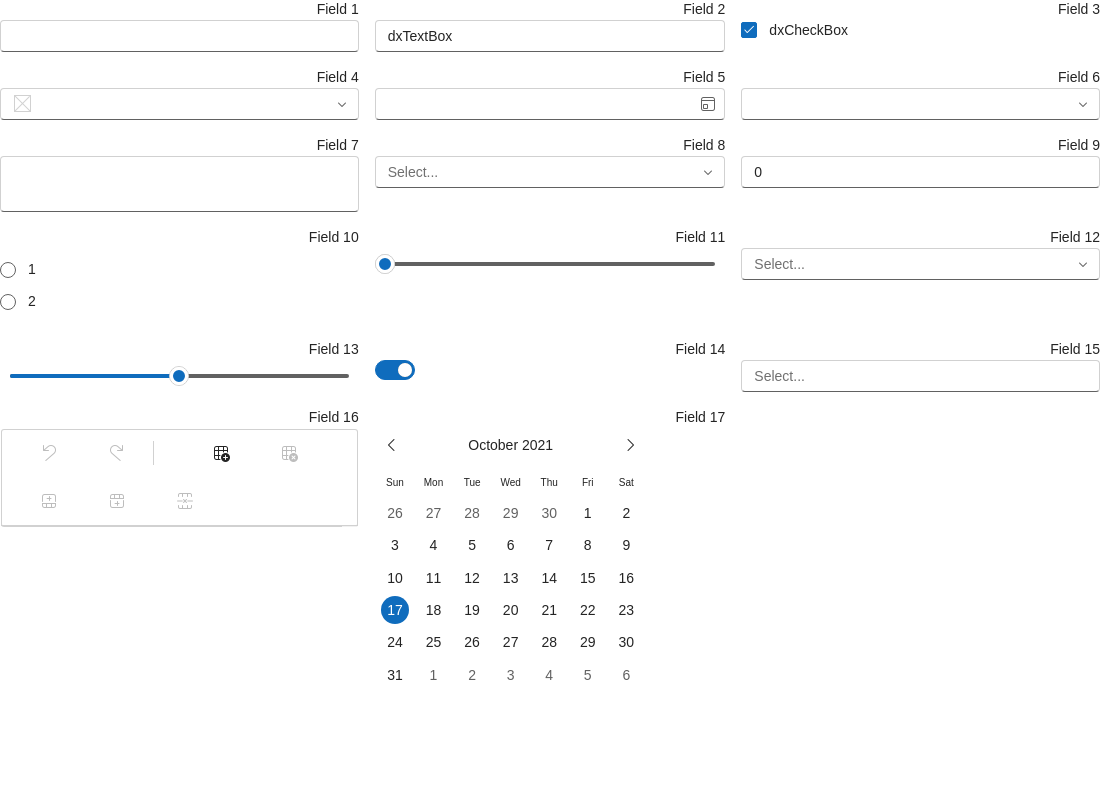 Field 1
Field 2
dxTextBox
Field 3
dxCheckBox
Field 4
Field 5
Field 6
Field 7
Field 8
Select...
Field 9
0
Field 10
1
2
Field 11
Field 12
Select...
Field 13
Field 14
Field 15
Select...
Field 16
Field 17
October 2021
Sun Mon Tue Wed Thu Fri Sat
26 27 28 29 30 1 2
3 4 5 6 7 8 9
10 11 12 13 14 15 16
17 18 19 20 21 22 23
24 25 26 27 28 29 30
31 1 2 3 4 5 6